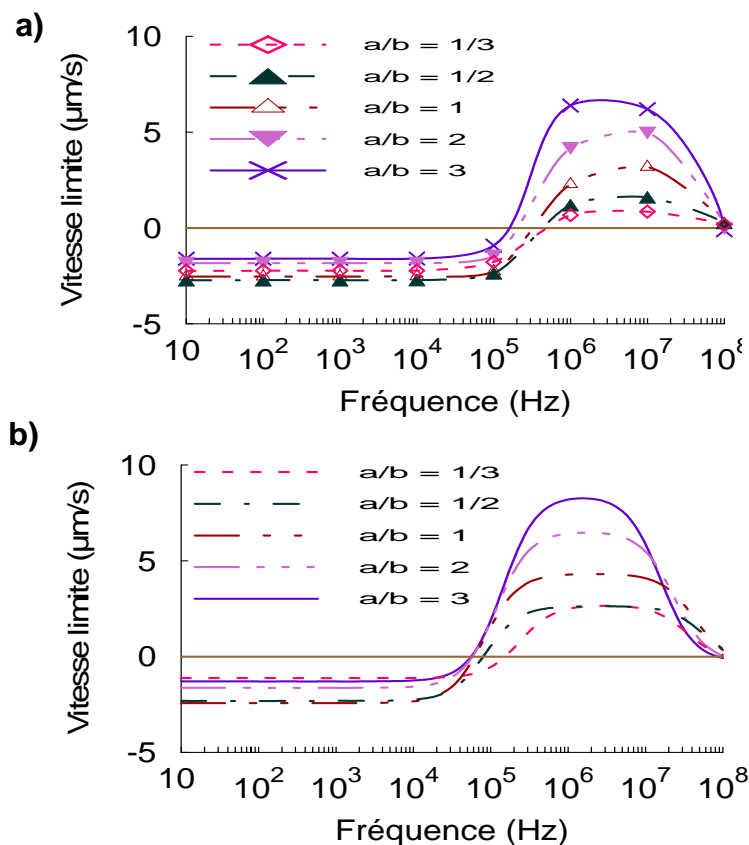 a)
10
5
0
-5
Vitesse limite (µm/s)
a/b = 1/3
a/b = 1/2
a/b = 1
a/b = 2
a/b = 3
10 10² 10³ 10⁴ 10⁵ 10⁶ 10⁷ 10⁸
Fréquence (Hz)
b)
10
5
0
-5
Vitesse limite (µm/s)
a/b = 1/3
a/b = 1/2
a/b = 1
a/b = 2
a/b = 3
10 10² 10³ 10⁴ 10⁵ 10⁶ 10⁷ 10⁸
Fréquence (Hz)